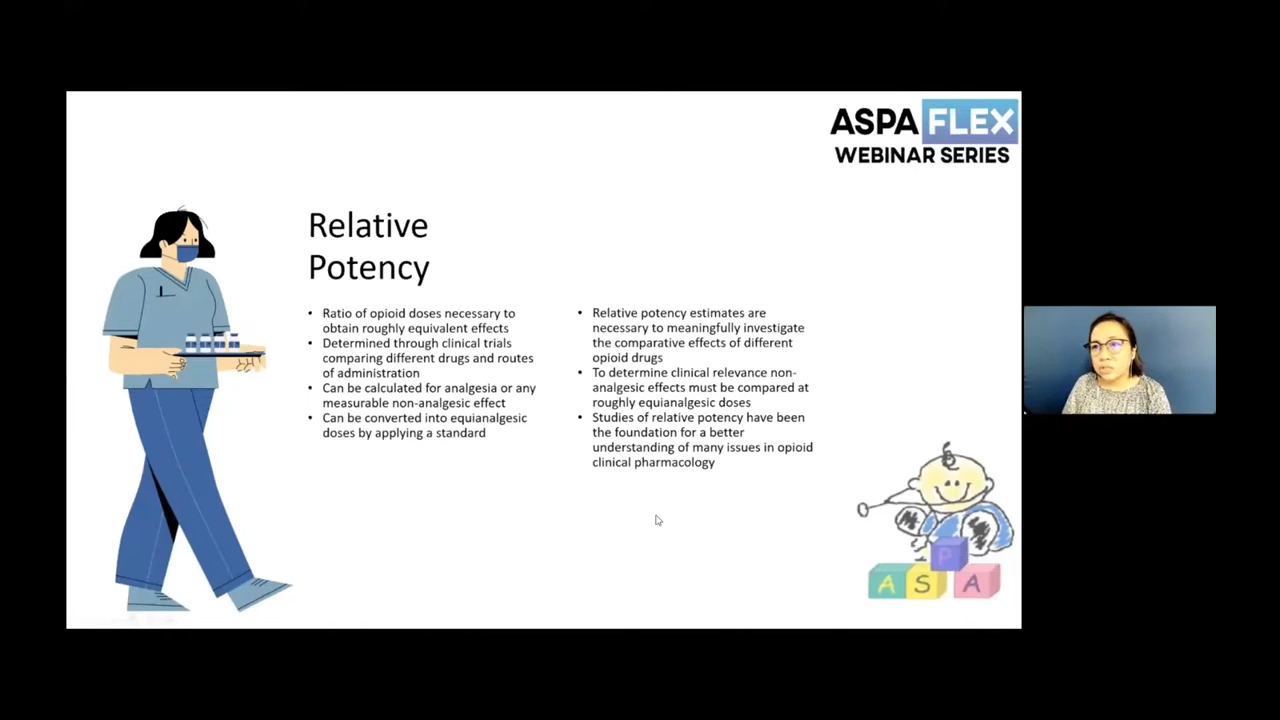 ASPA FLEX
WEBINAR SERIES
Relative
Potency
• Ratio of opioid doses necessary to
obtain roughly equivalent effects
• Determined through clinical trials
comparing different drugs and routes
of administration
• Can be calculated for analgesia or any
measurable non-analgesic effect
• Can be converted into equianalgesic
doses by applying a standard
• Relative potency estimates are
necessary to meaningfully investigate
the comparative effects of different
opioid drugs
• To determine clinical relevance non-
analgesic effects must be compared at
roughly equianalgesic doses
• Studies of relative potency have been
the foundation for a better
understanding of many issues in opioid
clinical pharmacology
P
A S A